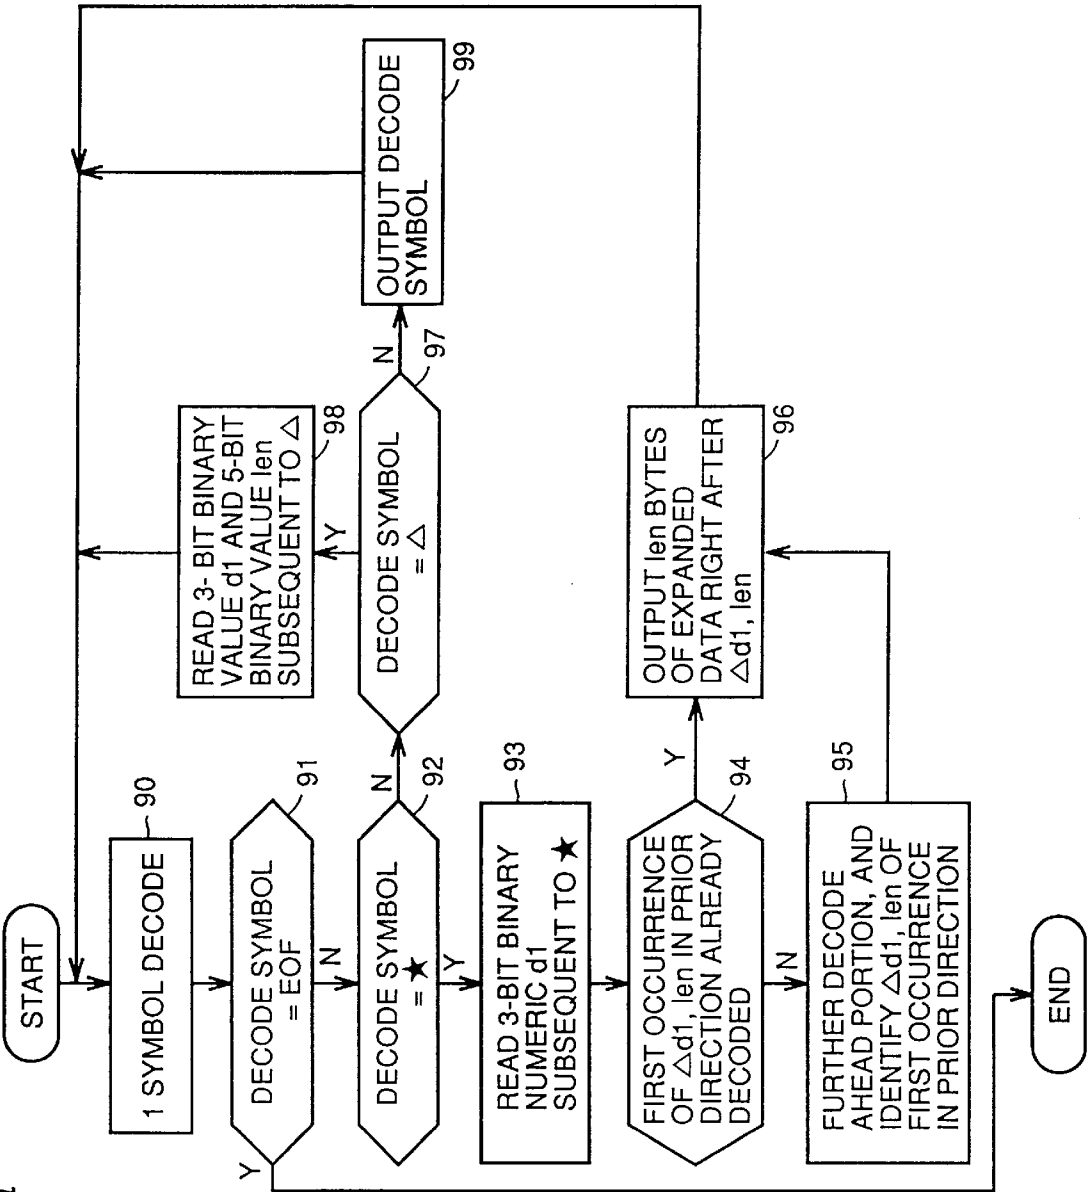 START
1 SYMBOL DECODE
90
DECODE SYMBOL
= EOF
91
Y
N
DECODE SYMBOL
= ★
92
N
Y
READ 3-BIT BINARY
NUMERIC d1
SUBSEQUENT TO ★
93
FIRST OCCURRENCE
OF △d1, len IN PRIOR
DIRECTION ALREADY
DECODED
94
Y
N
FURTHER DECODE
AHEAD PORTION, AND
IDENTIFY △d1, len OF
FIRST OCCURRENCE
IN PRIOR DIRECTION
95
END
READ 3- BIT BINARY
VALUE d1 AND 5-BIT
BINARY VALUE len
SUBSEQUENT TO △
98
Y
DECODE SYMBOL
= △
97
N
OUTPUT len BYTES
OF EXPANDED
DATA RIGHT AFTER
△d1, len
96
OUTPUT DECODE
SYMBOL
99